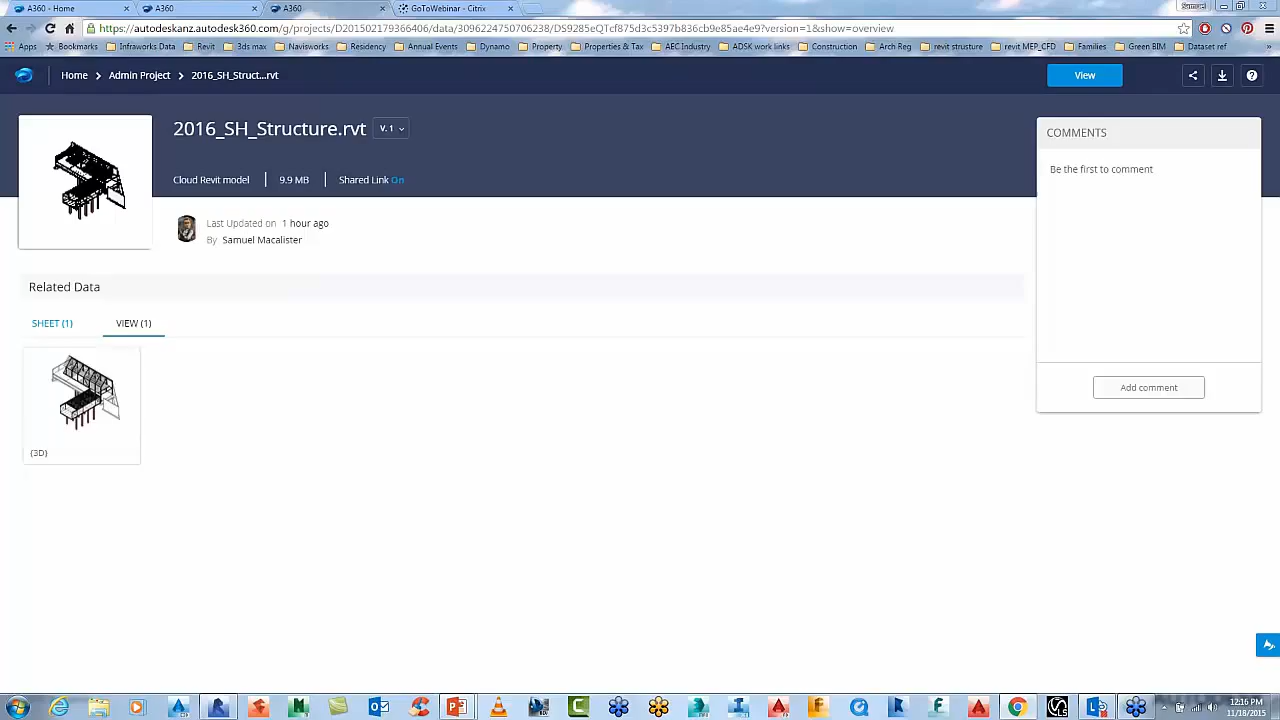 A360 - Home
A360
A360
GoToWebinar - Citrix
https://autodeskanz.autodesk360.com/g/projects/D201502179366406/data/3096224750706238/DS9285eQTcf875d3c5397b836cb9e85ae4e9?version=1&show=overview
Apps
Bookmarks
Infraworks Data
Revit
3ds max
Navisworks
Residency
Annual Events
Dynamo
Property
Properties & Tax
AEC Industry
ADSK work links
Construction
Arch Reg
revit structure
revit MEP_CFD
Families
Green BIM
Dataset ref
Home
Admin Project
2016_SH_Struct...rvt
View
2016_SH_Structure.rvt
V. 1
Cloud Revit model
9.9 MB
Shared Link On
Last Updated on 1 hour ago
By Samuel Macalister
COMMENTS
Be the first to comment
Add comment
Related Data
SHEET (1)
VIEW (1)
{3D}
12:16 PM
11/18/2015